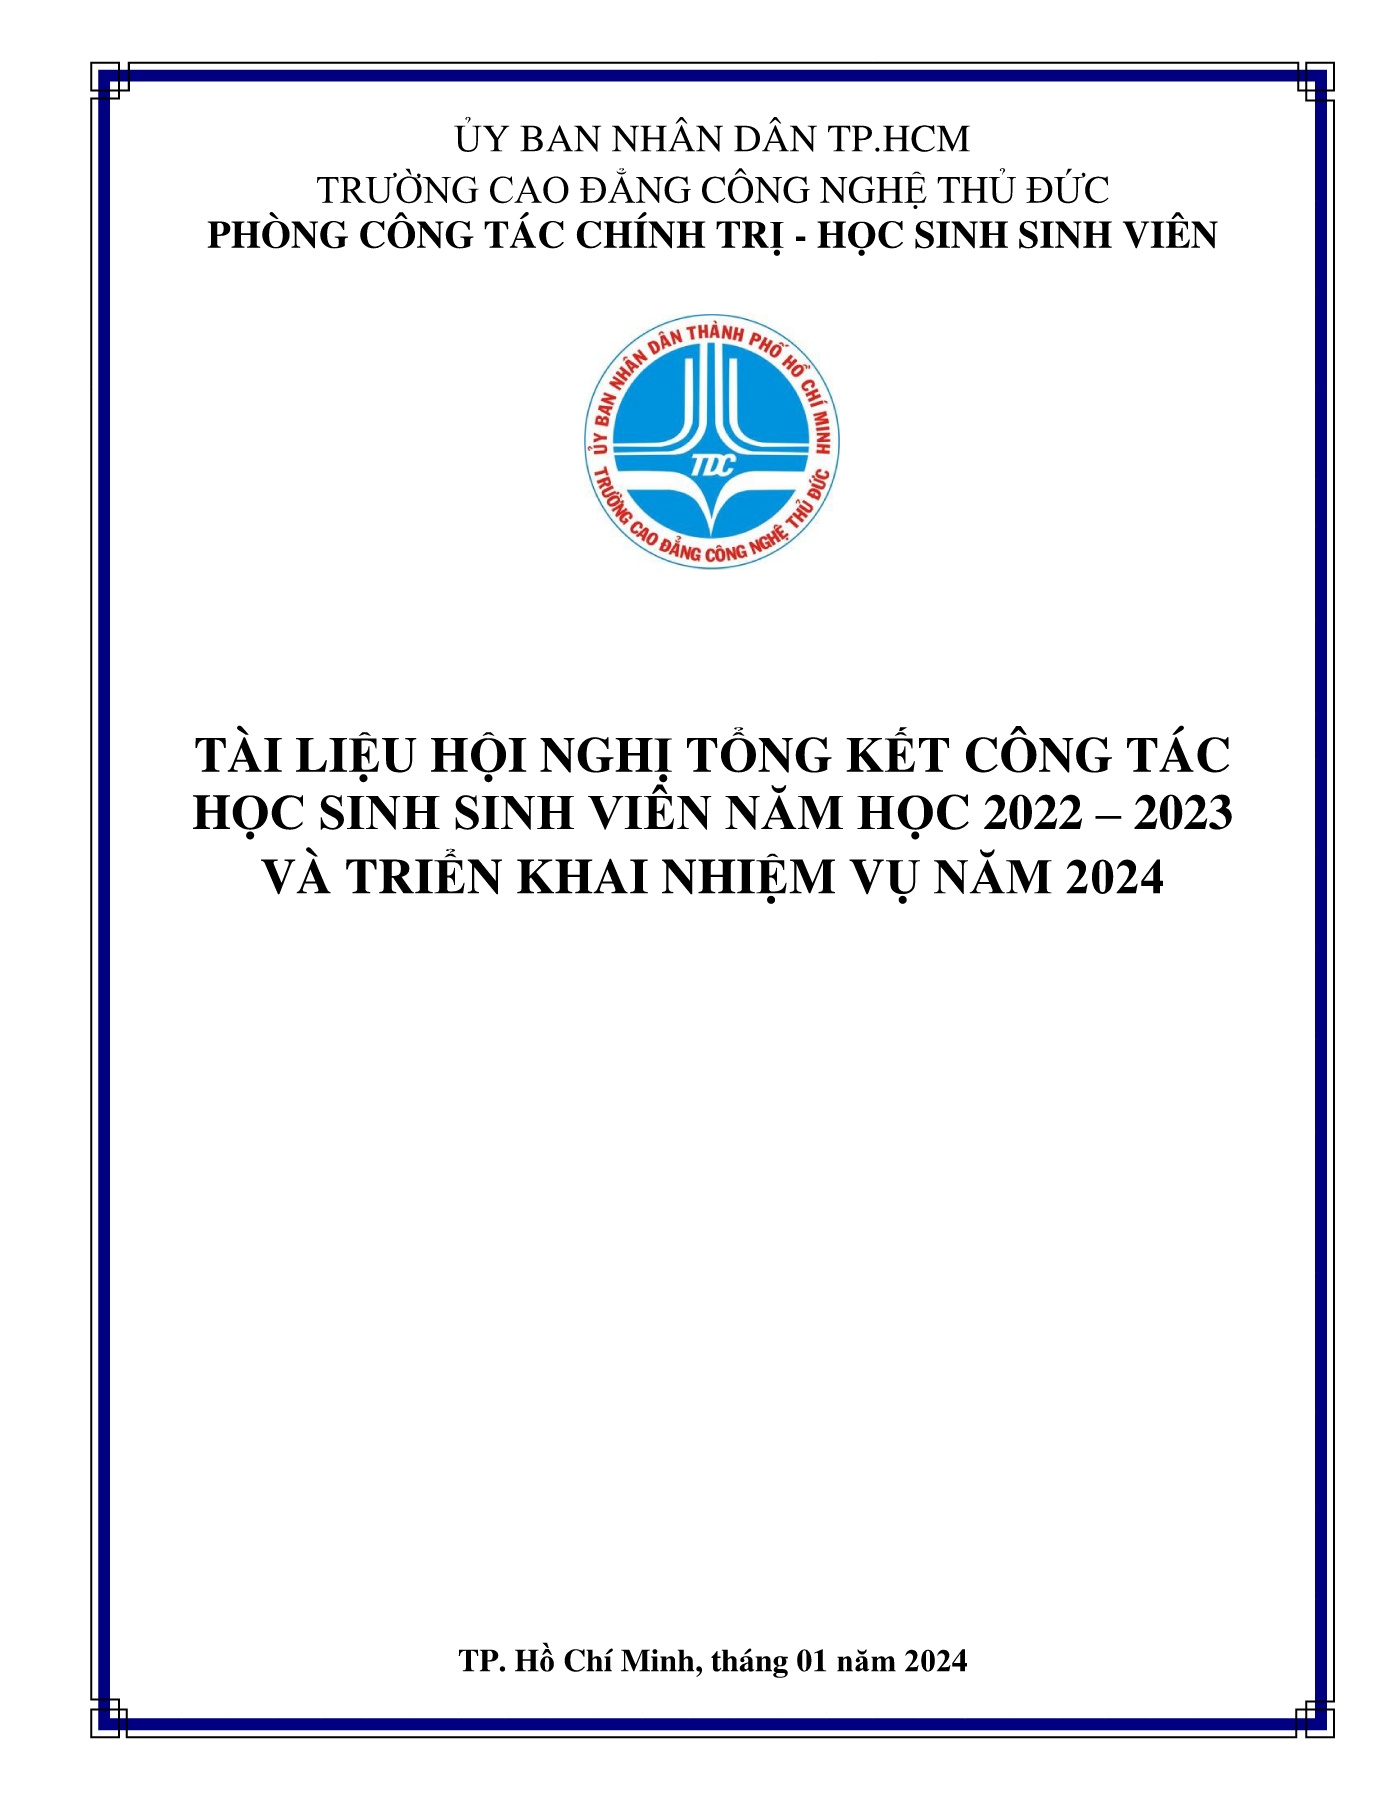 ỦY BAN NHÂN DÂN TP.HCM
TRƯỜNG CAO ĐẲNG CÔNG NGHỆ THỦ ĐỨC
PHÒNG CÔNG TÁC CHÍNH TRỊ - HỌC SINH SINH VIÊN
ỦY BAN NHÂN DÂN THÀNH PHỐ HỒ CHÍ MINH
TDC
TRƯỜNG CAO ĐẲNG CÔNG NGHỆ THỦ ĐỨC
TÀI LIỆU HỘI NGHỊ TỔNG KẾT CÔNG TÁC
HỌC SINH SINH VIÊN NĂM HỌC 2022 – 2023
VÀ TRIỂN KHAI NHIỆM VỤ NĂM 2024
TP. Hồ Chí Minh, tháng 01 năm 2024